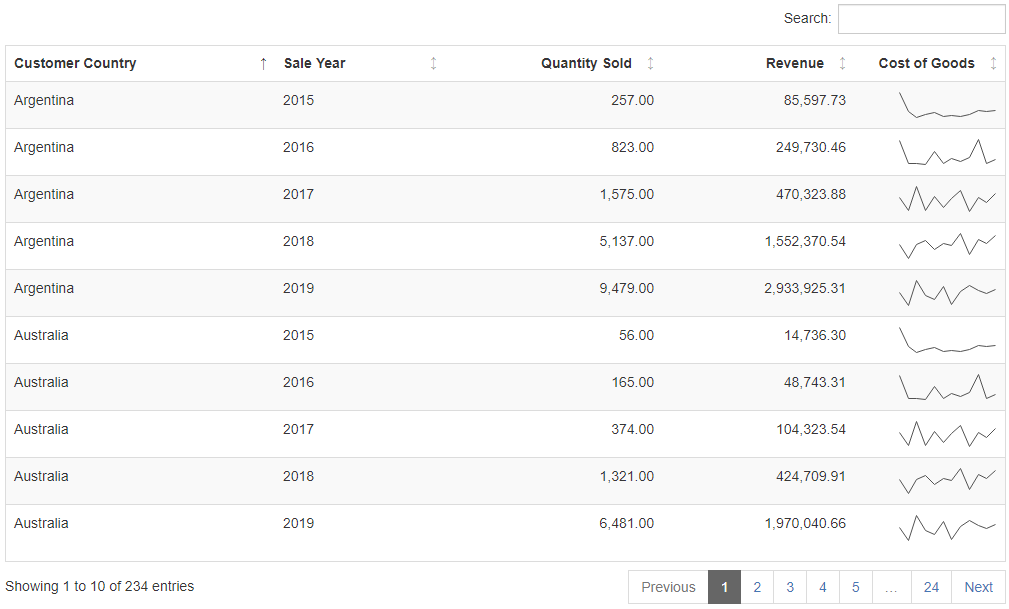 Search:
Customer Country ↑ Sale Year Quantity Sold Revenue Cost of Goods
Argentina 2015 257.00 85,597.73
Argentina 2016 823.00 249,730.46
Argentina 2017 1,575.00 470,323.88
Argentina 2018 5,137.00 1,552,370.54
Argentina 2019 9,479.00 2,933,925.31
Australia 2015 56.00 14,736.30
Australia 2016 165.00 48,743.31
Australia 2017 374.00 104,323.54
Australia 2018 1,321.00 424,709.91
Australia 2019 6,481.00 1,970,040.66
Showing 1 to 10 of 234 entries Previous 1 2 3 4 5 … 24 Next